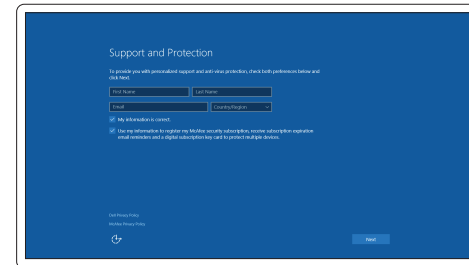 Support and Protection
To provide you with personalized support and anti-virus protection, check both preferences below and
click Next.
First Name
Last Name
Email
Country/Region
My information is correct.
Use my information to register my McAfee security subscription, receive subscription expiration
email reminders and a digital subscription key card to protect multiple devices.
Dell Privacy Policy
McAfee Privacy Policy
Next